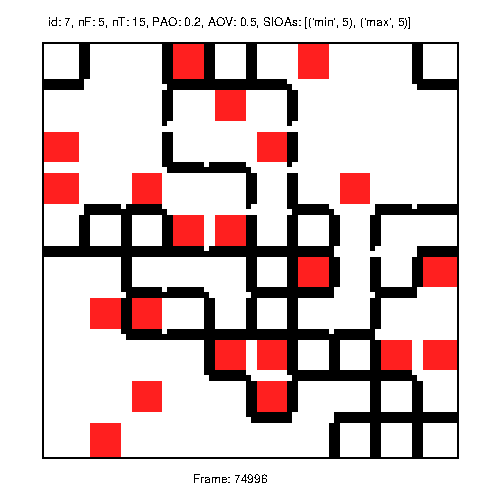 id: 7, nF: 5, nT: 15, PAO: 0.2, AOV: 0.5, SIOAs: [('min', 5), ('max', 5)]
Frame: 74996